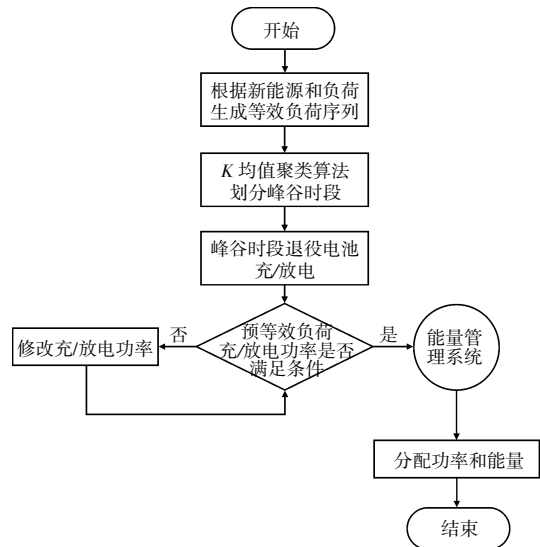 开始
根据新能源和负荷
生成等效负荷序列
K 均值聚类算法
划分峰谷时段
峰谷时段退役电池
充/放电
预等效负荷
充/放电功率是否
满足条件
否
是
修改充/放电功率
能量管
理系统
分配功率和能量
结束